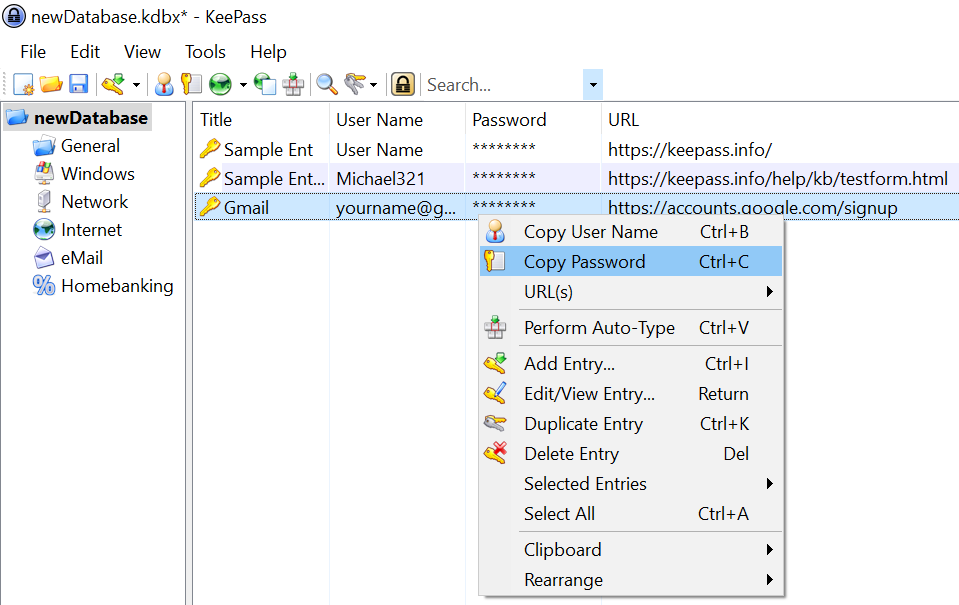 newDatabase.kdbx* - KeePass
File Edit View Tools Help
Search...
newDatabase
General
Windows
Network
Internet
eMail
Homebanking
Title User Name Password URL
Sample Ent User Name ******** https://keepass.info/
Sample Ent... Michael321 ******** https://keepass.info/help/kb/testform.html
Gmail yourname@g... ******** https://accounts.google.com/signup
Copy User Name Ctrl+B
Copy Password Ctrl+C
URL(s)
Perform Auto-Type Ctrl+V
Add Entry... Ctrl+I
Edit/View Entry... Return
Duplicate Entry Ctrl+K
Delete Entry Del
Selected Entries
Select All Ctrl+A
Clipboard
Rearrange